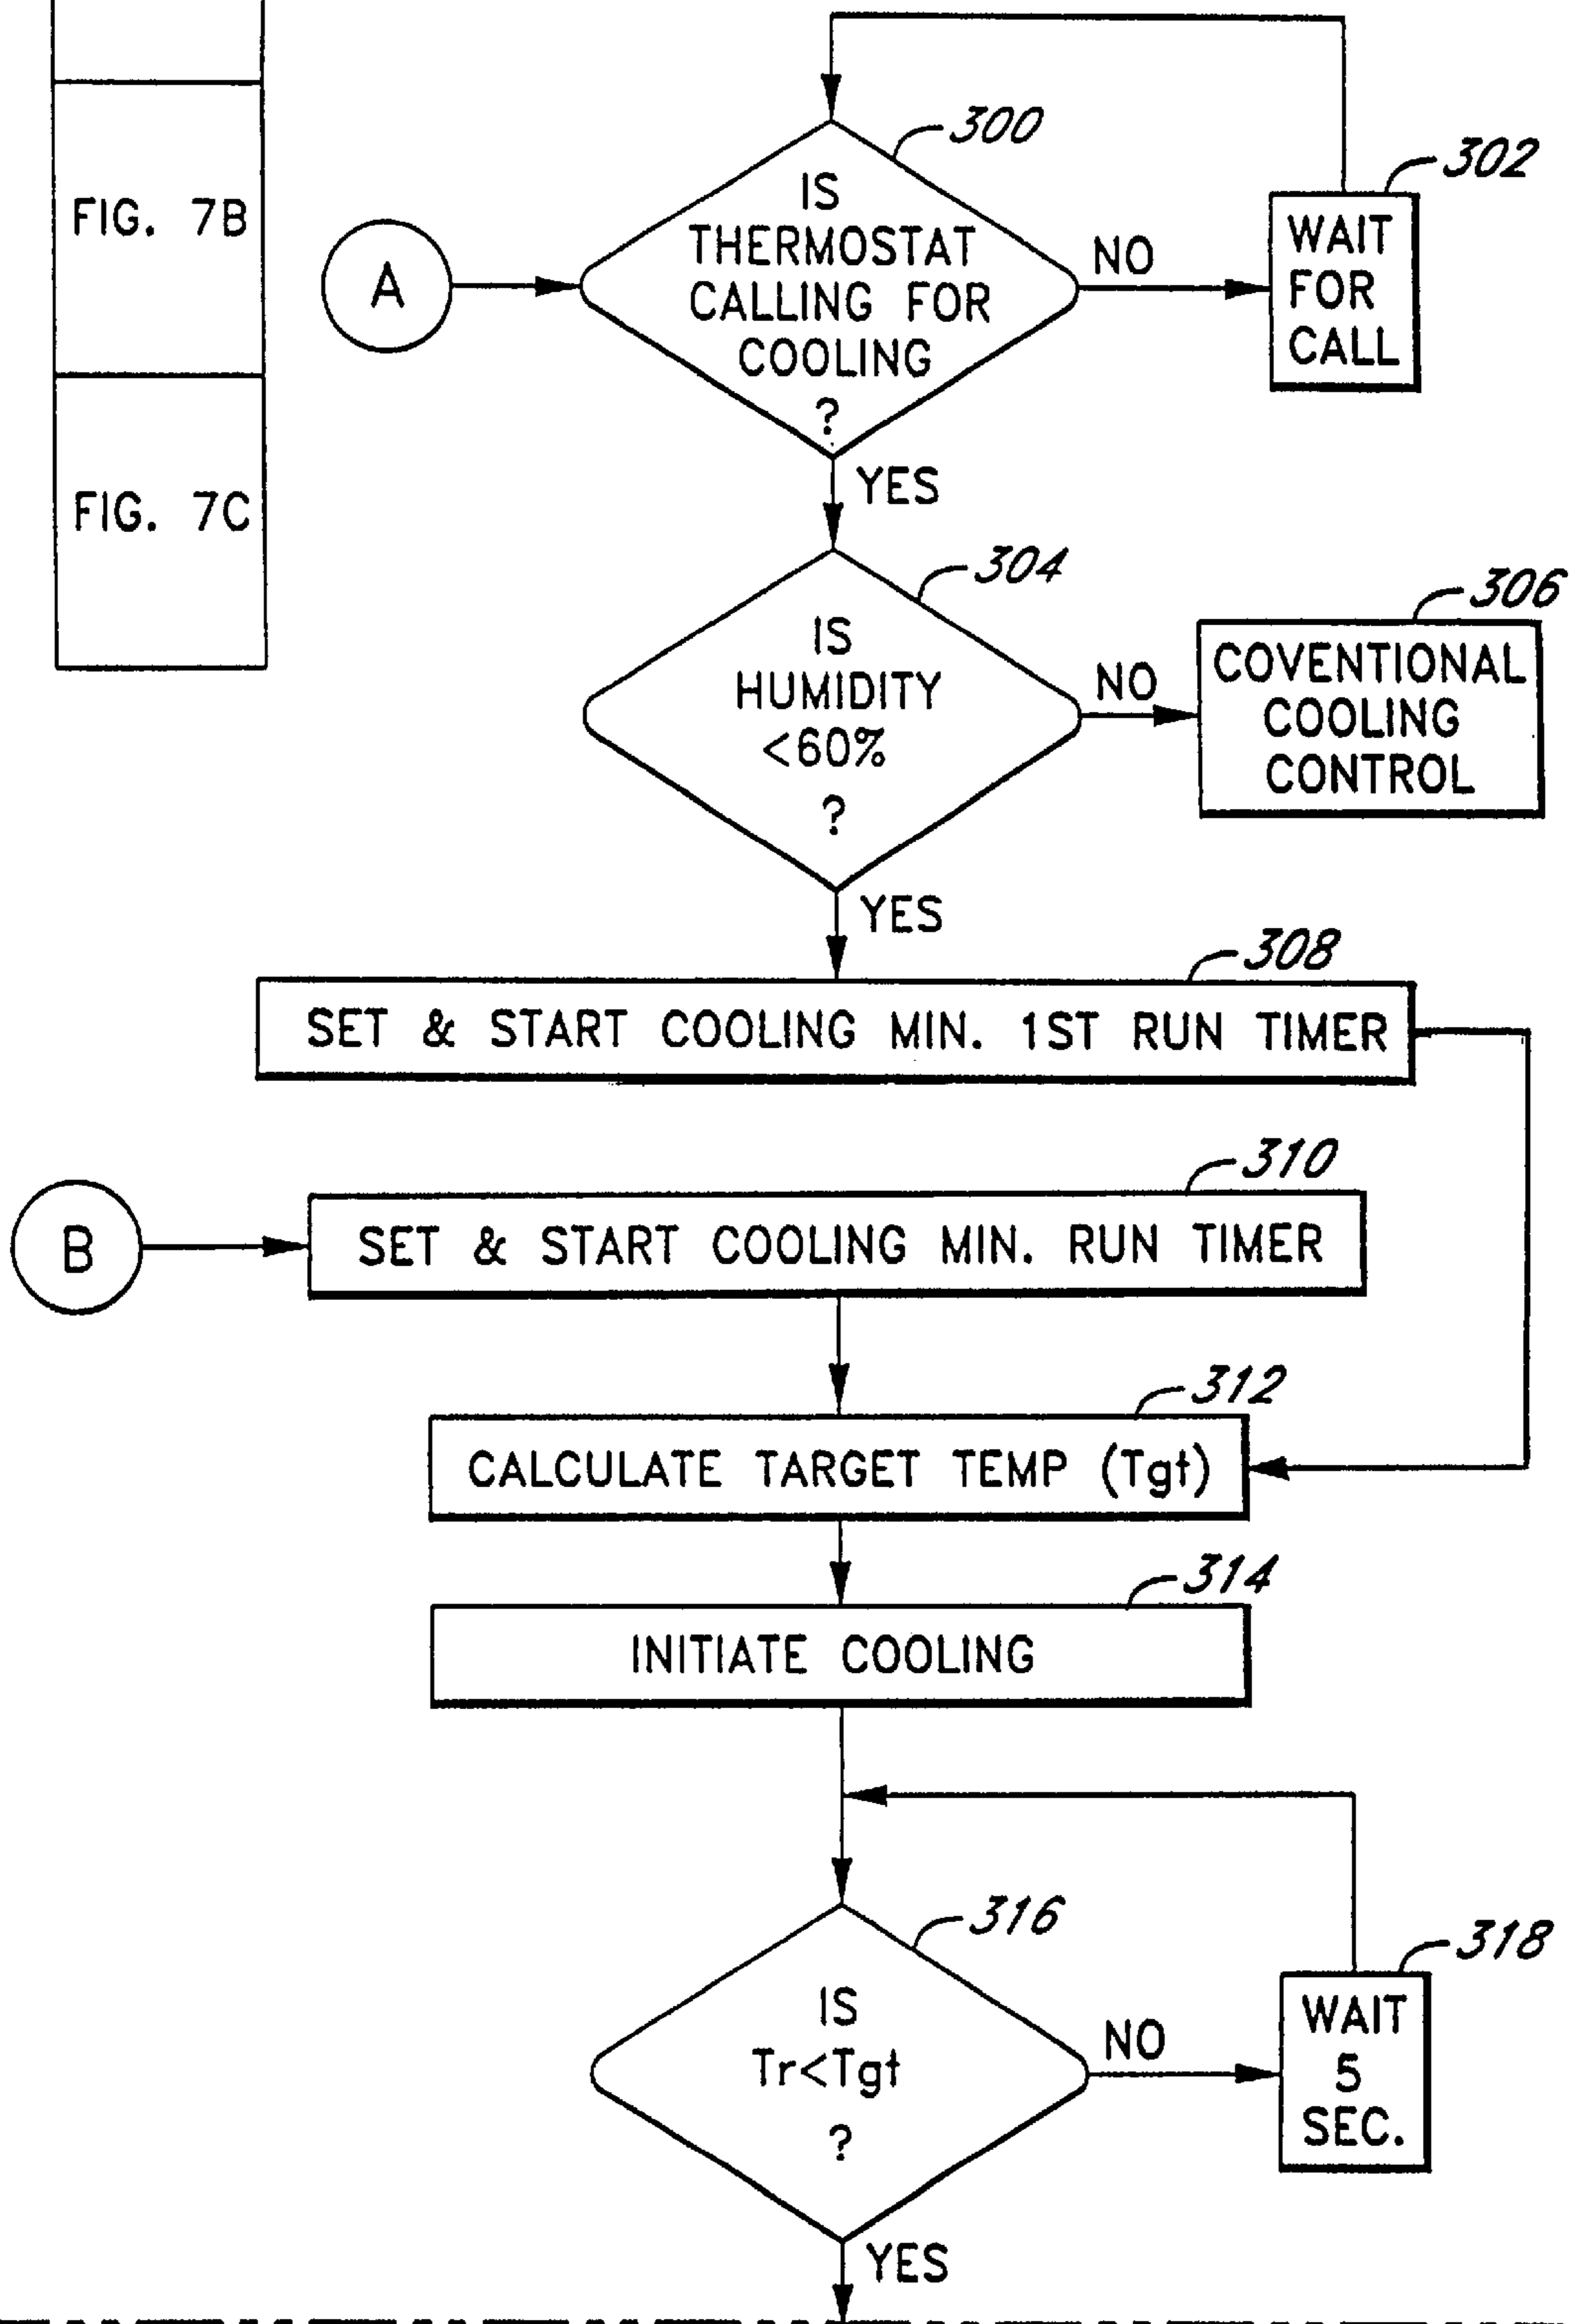 FIG. 7B
FIG. 7C
A
300
IS
THERMOSTAT
CALLING FOR
COOLING
?
NO
302
WAIT
FOR
CALL
YES
304
IS
HUMIDITY
<60%
?
NO
306
COVENTIONAL
COOLING
CONTROL
YES
308
SET & START COOLING MIN. 1ST RUN TIMER
B
310
SET & START COOLING MIN. RUN TIMER
312
CALCULATE TARGET TEMP (Tgt)
314
INITIATE COOLING
316
IS
Tr<Tgt
?
NO
318
WAIT
5
SEC.
YES